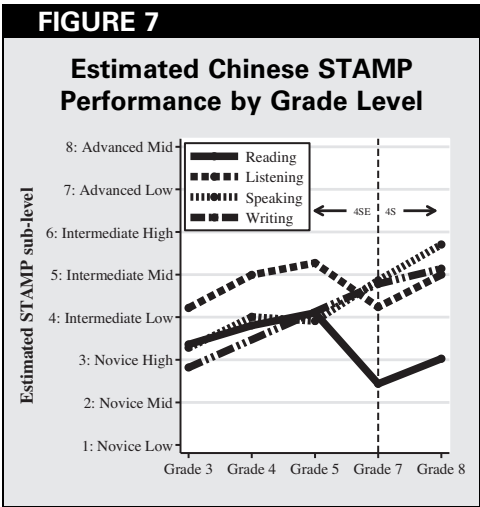 FIGURE 7
Estimated Chinese STAMP
Performance by Grade Level
Estimated STAMP sub-level
8: Advanced Mid
7: Advanced Low
6: Intermediate High
5: Intermediate Mid
4: Intermediate Low
3: Novice High
2: Novice Mid
1: Novice Low
Reading
Listening
Speaking
Writing
4SE 4S
Grade 3 Grade 4 Grade 5 Grade 7 Grade 8